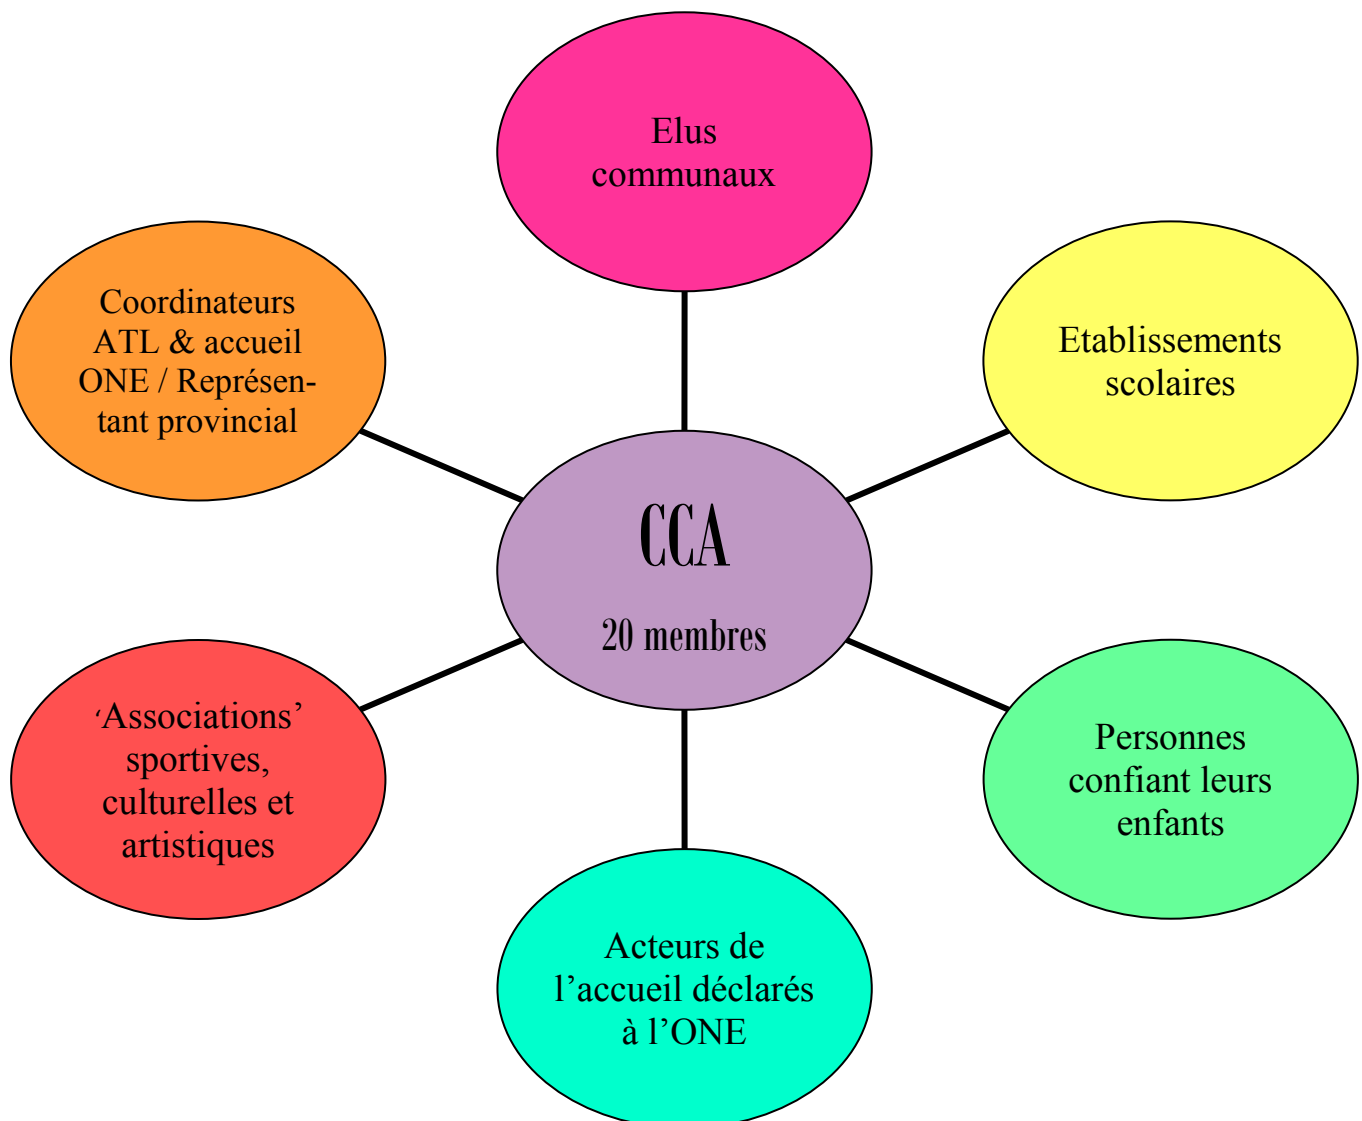 Elus
communaux
Coordinateurs
ATL & accueil
ONE / Représen-
tant provincial
Etablissements
scolaires
CCA
20 membres
‘Associations’
sportives,
culturelles et
artistiques
Personnes
confiant leurs
enfants
Acteurs de
l’accueil déclarés
à l’ONE